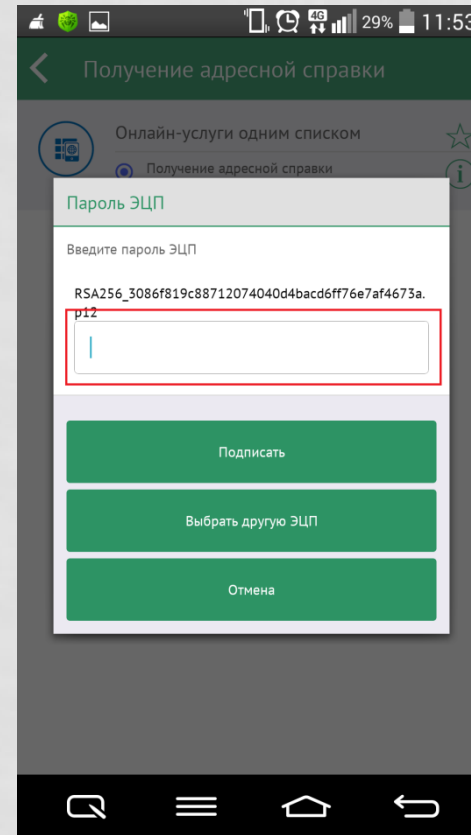 4G 29% 11:53
Получение адресной справки
Онлайн-услуги одним списком
Получение адресной справки
i
Пароль ЭЦП
Введите пароль ЭЦП
RSA256_3086f819c88712074040d4bacd6ff76e7af4673a.
p12
Подписать
Выбрать другую ЭЦП
Отмена